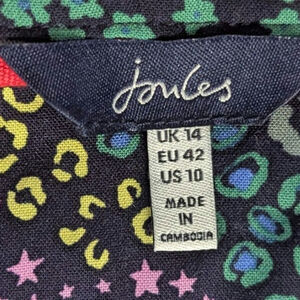 Joules
UK 14
EU 42
US 10
MADE
IN
CAMBODIA